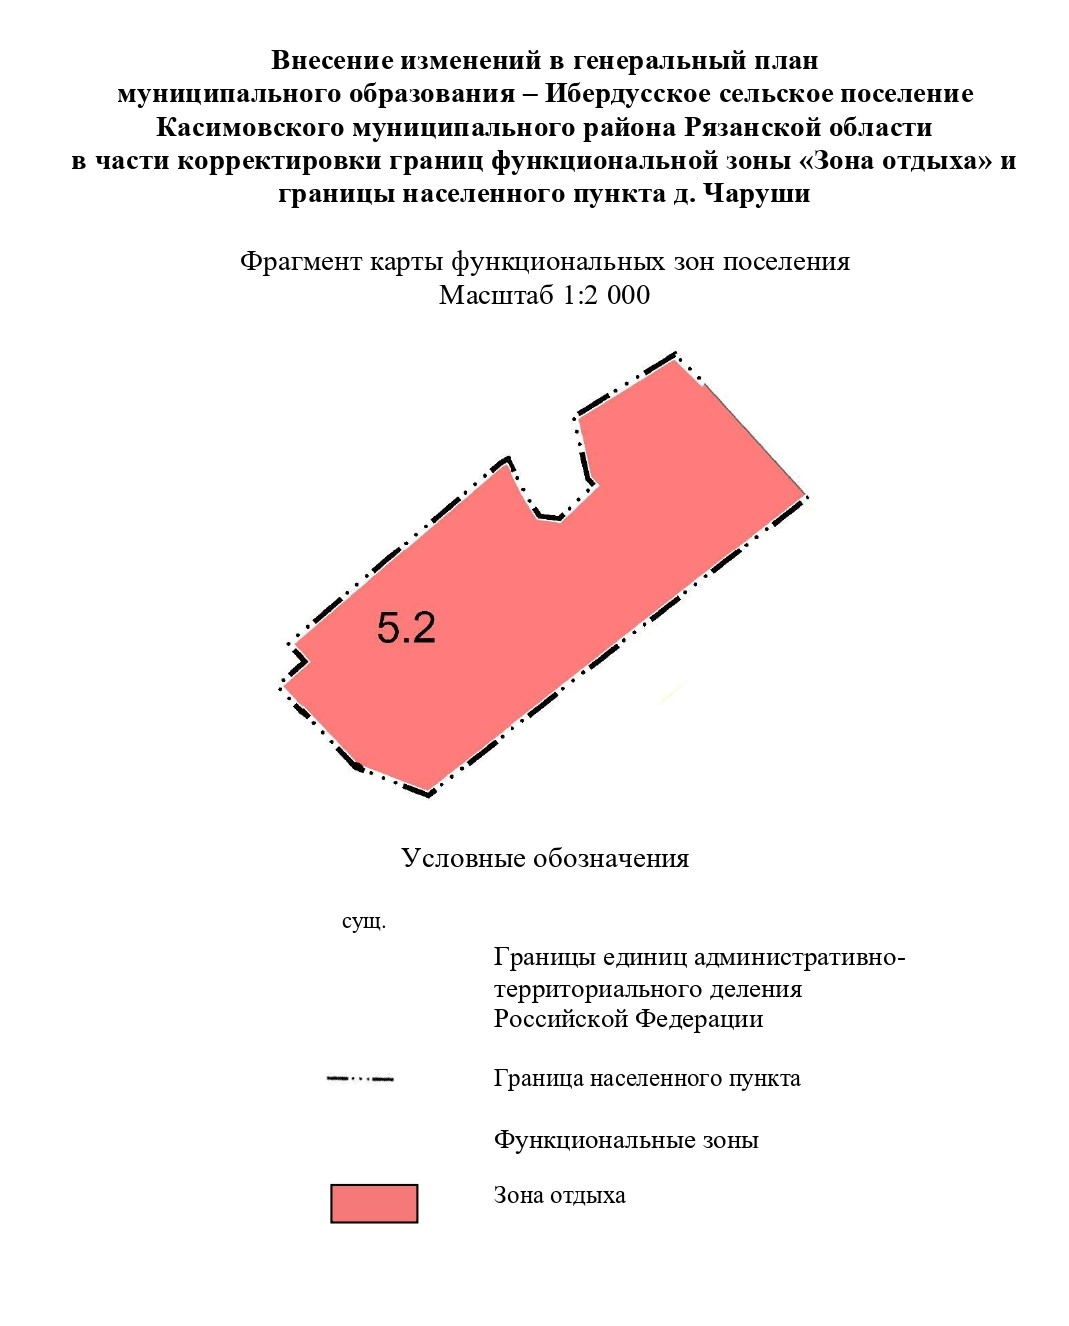 Внесение изменений в генеральный план
муниципального образования – Ибердусское сельское поселение
Касимовского муниципального района Рязанской области
в части корректировки границ функциональной зоны «Зона отдыха» и
границы населенного пункта д. Чаруши
Фрагмент карты функциональных зон поселения
Масштаб 1:2 000
5.2
Условные обозначения
сущ.
Границы единиц административно-
территориального деления
Российской Федерации
Граница населенного пункта
Функциональные зоны
Зона отдыха